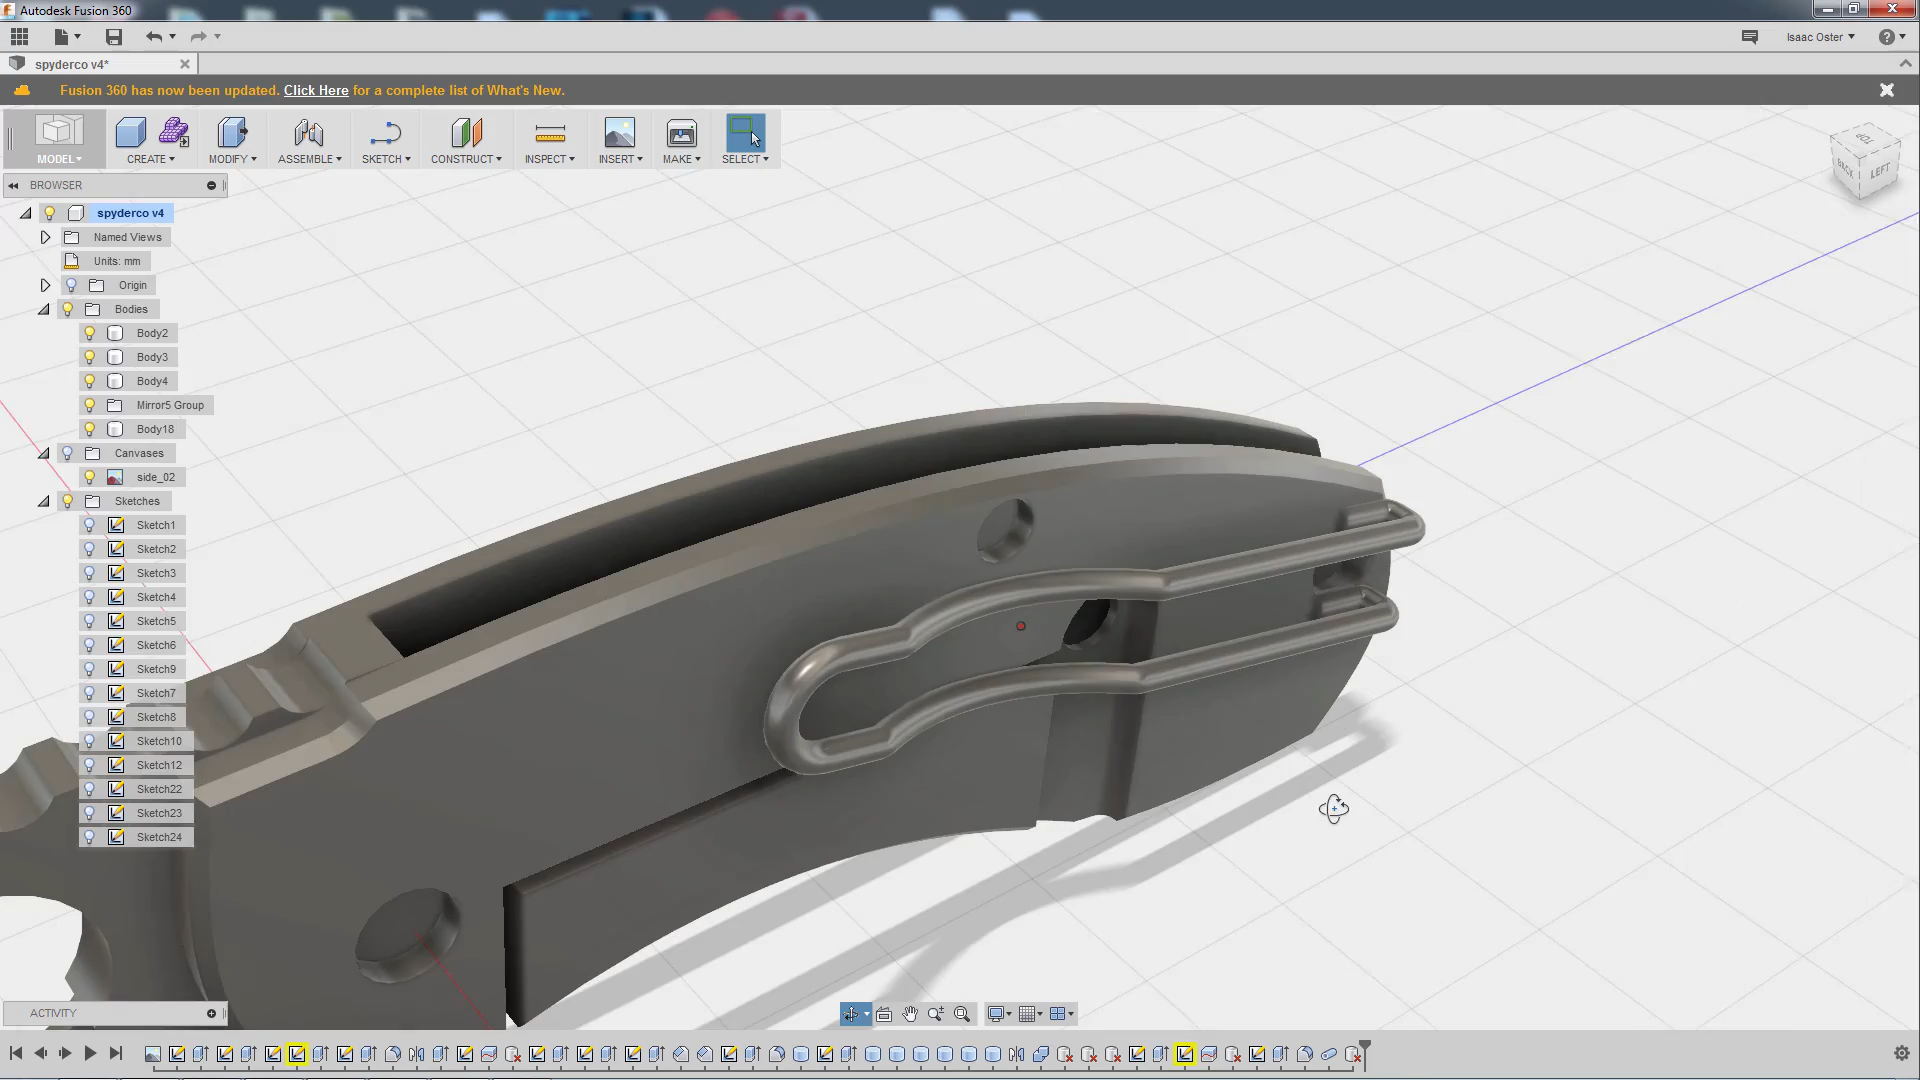 Autodesk Fusion 360
Isaac Oster
spyderco v4*
Fusion 360 has now been updated. Click Here for a complete list of What's New.
MODEL CREATE MODIFY ASSEMBLE SKETCH CONSTRUCT INSPECT INSERT MAKE SELECT
TOP
BACK LEFT
BROWSER
spyderco v4
Named Views
Units: mm
Origin
Bodies
Body2
Body3
Body4
Mirror5 Group
Body18
Canvases
side_02
Sketches
Sketch1
Sketch2
Sketch3
Sketch4
Sketch5
Sketch6
Sketch9
Sketch7
Sketch8
Sketch10
Sketch12
Sketch22
Sketch23
Sketch24
ACTIVITY